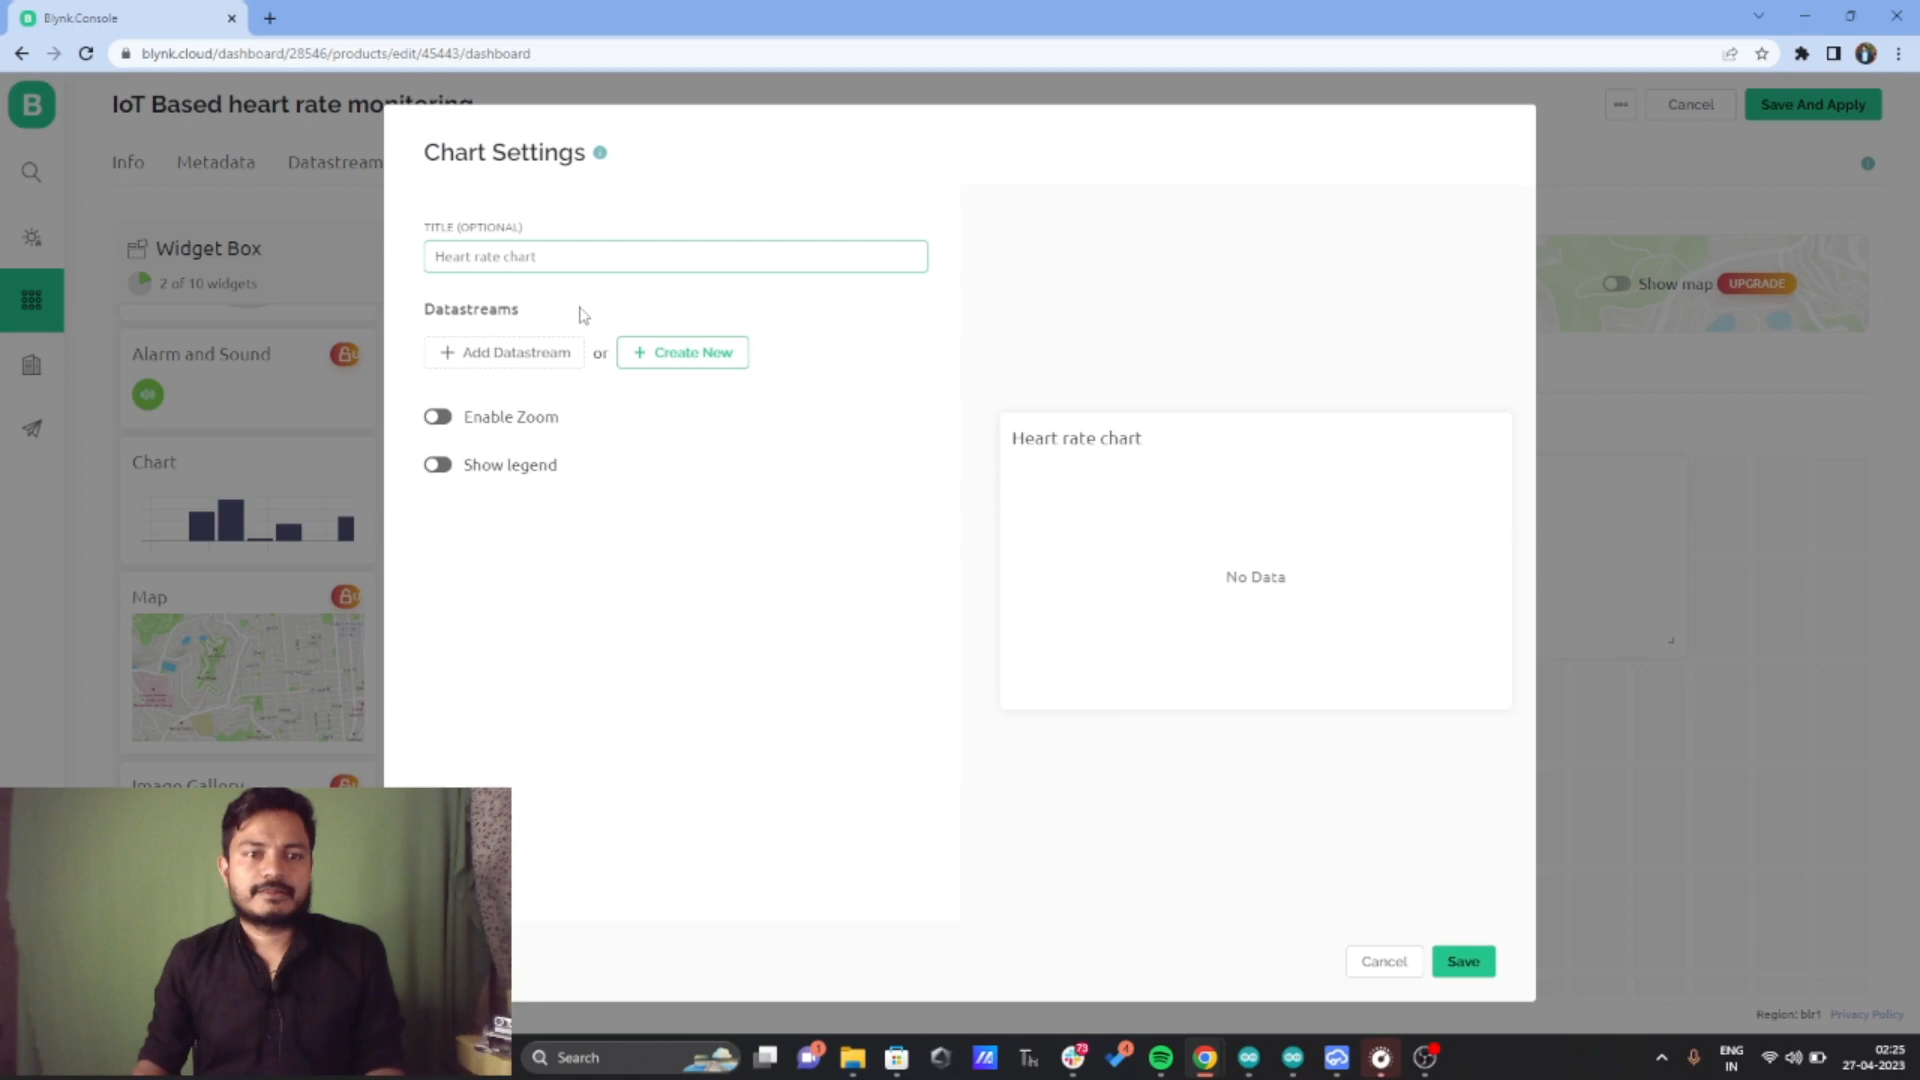 Blynk.Console
blynk.cloud/dashboard/28546/products/edit/45443/dashboard
B
IoT Based heart rate monitoring
Cancel
Save And Apply
Info
Metadata
Datastream
Chart Settings
TITLE (OPTIONAL)
Heart rate chart
Widget Box
2 of 10 widgets
Show map
UPGRADE
Datastreams
Add Datastream or + Create New
Alarm and Sound
Enable Zoom
Show legend
Chart
Heart rate chart
No Data
Map
Image Gallery
Cancel
Save
Region: blr1 Privacy Policy
Search
1
73
4
ENG
IN
02:25
27-04-2023